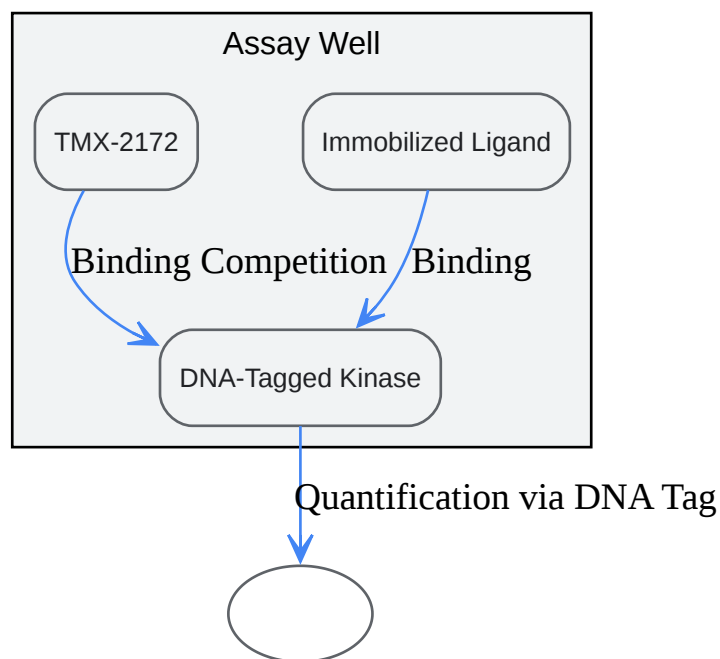 Assay Well
TMX-2172
Immobilized Ligand
Binding Competition
Binding
DNA-Tagged Kinase
Quantification via DNA Tag